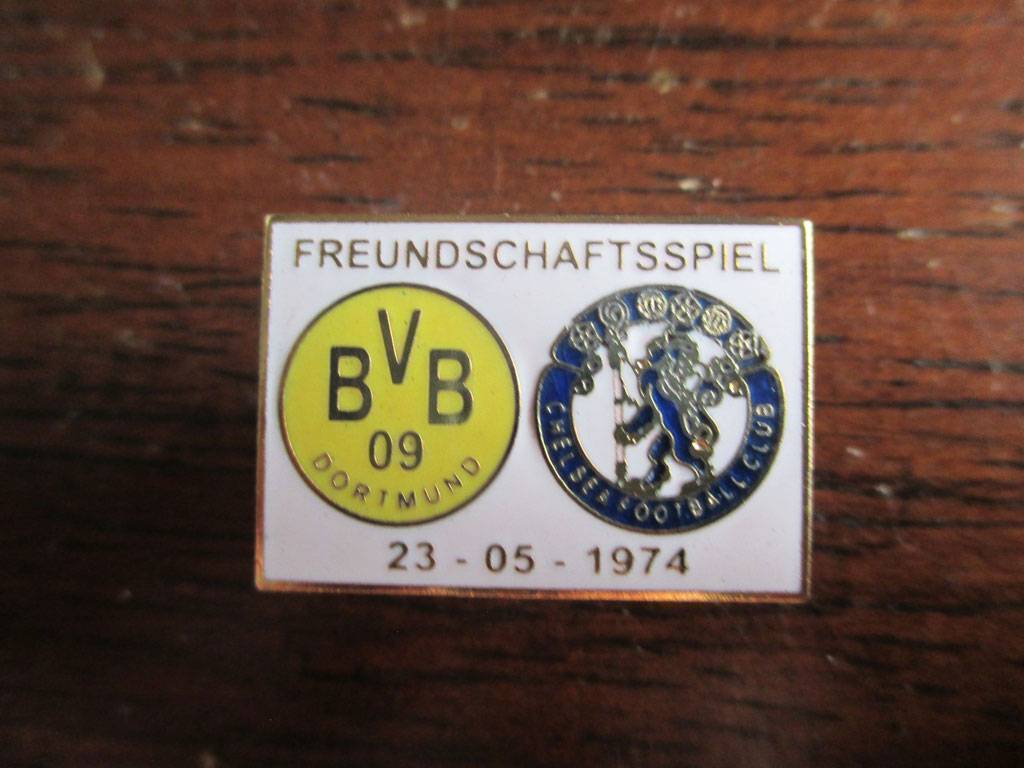 FREUNDSCHAFTSSPIEL
BVB
09
DORTMUND
CHELSEA FOOTBALL CLUB
23 - 05 - 1974